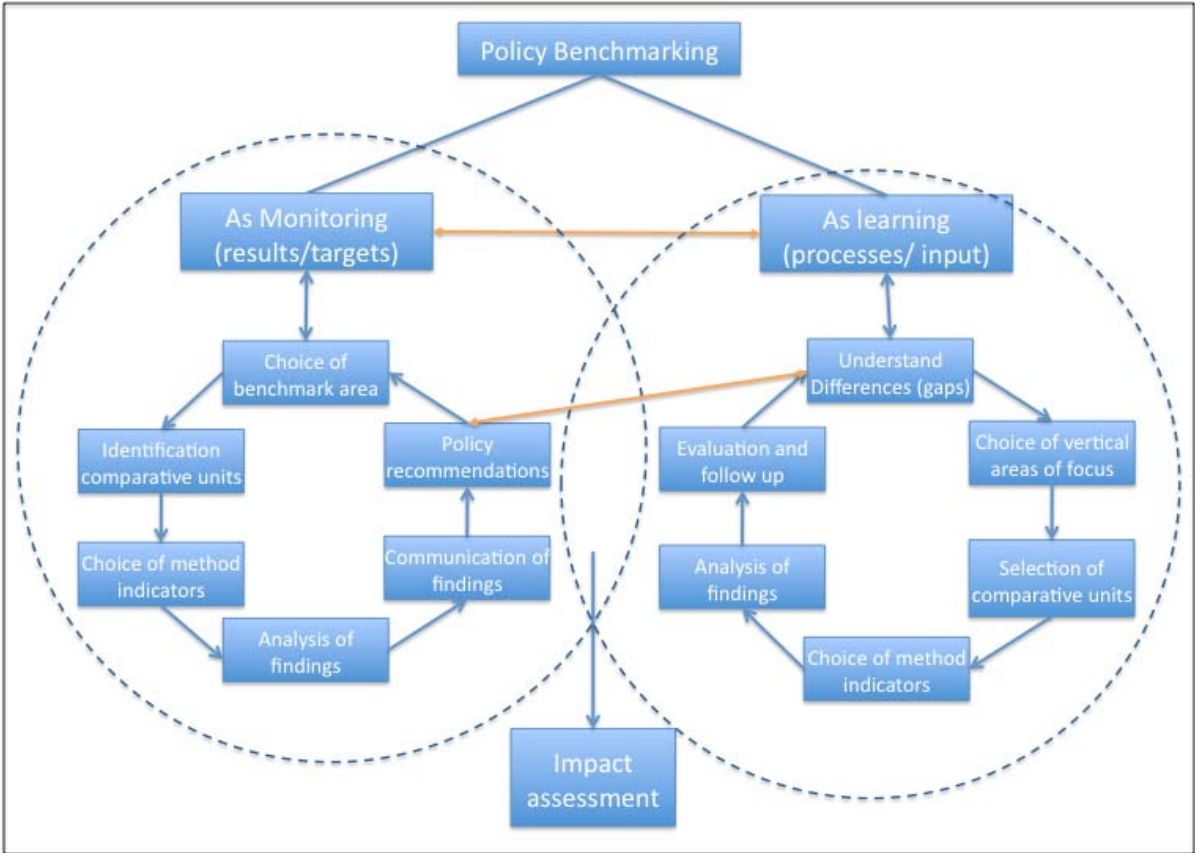 Policy Benchmarking
As Monitoring
(results/targets)
As learning
(processes/ input)
Choice of
benchmark area
Identification
comparative units
Choice of method
indicators
Analysis of
findings
Communication of
findings
Policy
recommendations
Understand
Differences (gaps)
Choice of vertical
areas of focus
Selection of
comparative units
Choice of method
indicators
Analysis of
findings
Evaluation and
follow up
Impact
assessment